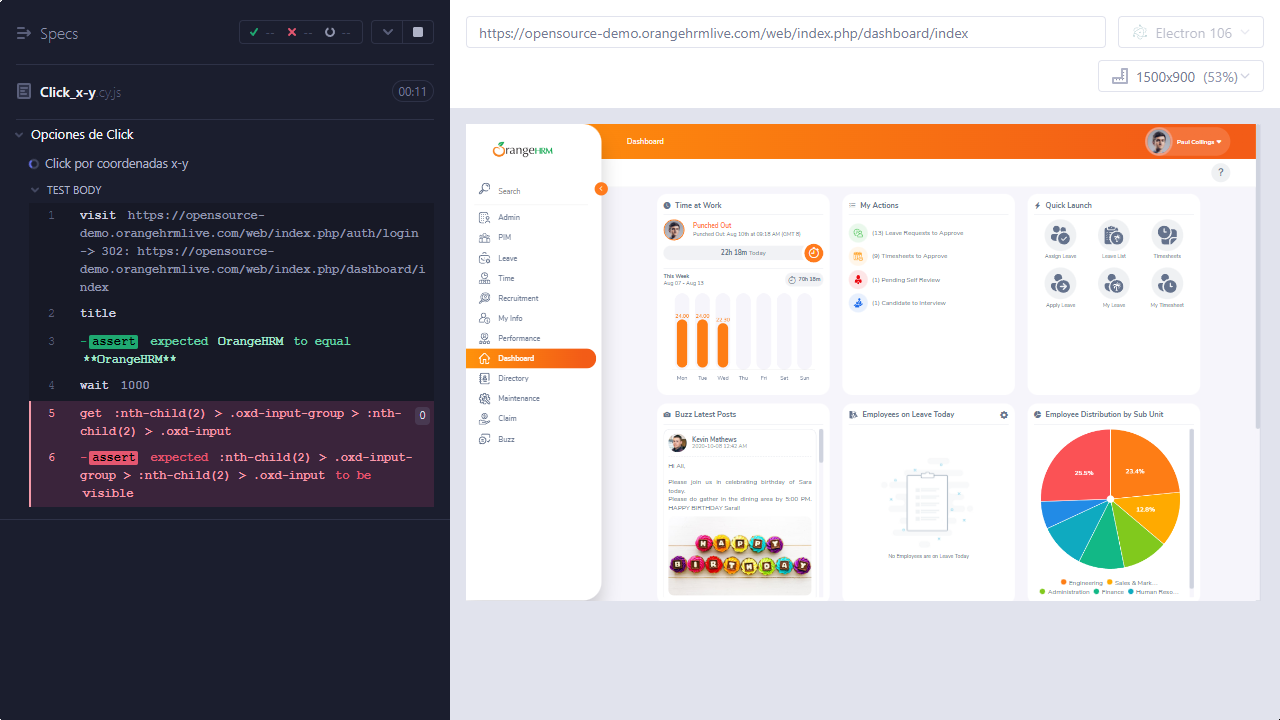 Specs
--
--
--
Click_x-y.cy.js
00:11
Opciones de Click
Click por coordenadas x-y
TEST BODY
1 visit https://opensource-
demo.orangehrmlive.com/web/index.php/auth/login
-> 302: https://opensource-
demo.orangehrmlive.com/web/index.php/dashboard/i
ndex
2 title
3 -assert expected OrangeHRM to equal
**OrangeHRM**
4 wait 1000
5 get :nth-child(2) > .oxd-input-group > :nth-
child(2) > .oxd-input
0
6 -assert expected :nth-child(2) > .oxd-input-
group > :nth-child(2) > .oxd-input to be
visible
https://opensource-demo.orangehrmlive.com/web/index.php/dashboard/index
Electron 106
1500x900 (53%)
OrangeHRM
Dashboard
Paul Collings
?
Search
Admin
PIM
Leave
Time
Recruitment
My Info
Performance
Dashboard
Directory
Maintenance
Claim
Buzz
Time at Work
Punched Out
Punched Out: Aug 10th at 09:18 AM (GMT 8)
22h 18m Today
This Week
Aug 07 - Aug 13
70h 18m
24:00
24:00
22:30
Mon
Tue
Wed
Thu
Fri
Sat
Sun
My Actions
(13) Leave Requests to Approve
(9) Timesheets to Approve
(1) Pending Self Review
(1) Candidate to Interview
Quick Launch
Assign Leave
Leave List
Timesheets
Apply Leave
My Leave
My Timesheet
Buzz Latest Posts
Kevin Mathews
2020-10-08 12:42 AM
Hi All,
Please join us in celebrating birthday of Sara
today.
Please do gather in the dining area by 5:00 PM.
HAPPY BIRTHDAY Sara!!
HAPPY
BIRTHDAY
Employees on Leave Today
No Employees are on Leave Today
Employee Distribution by Sub Unit
25.5%
23.4%
12.8%
Engineering
Sales & Mark...
Administration
Finance
Human Reso...